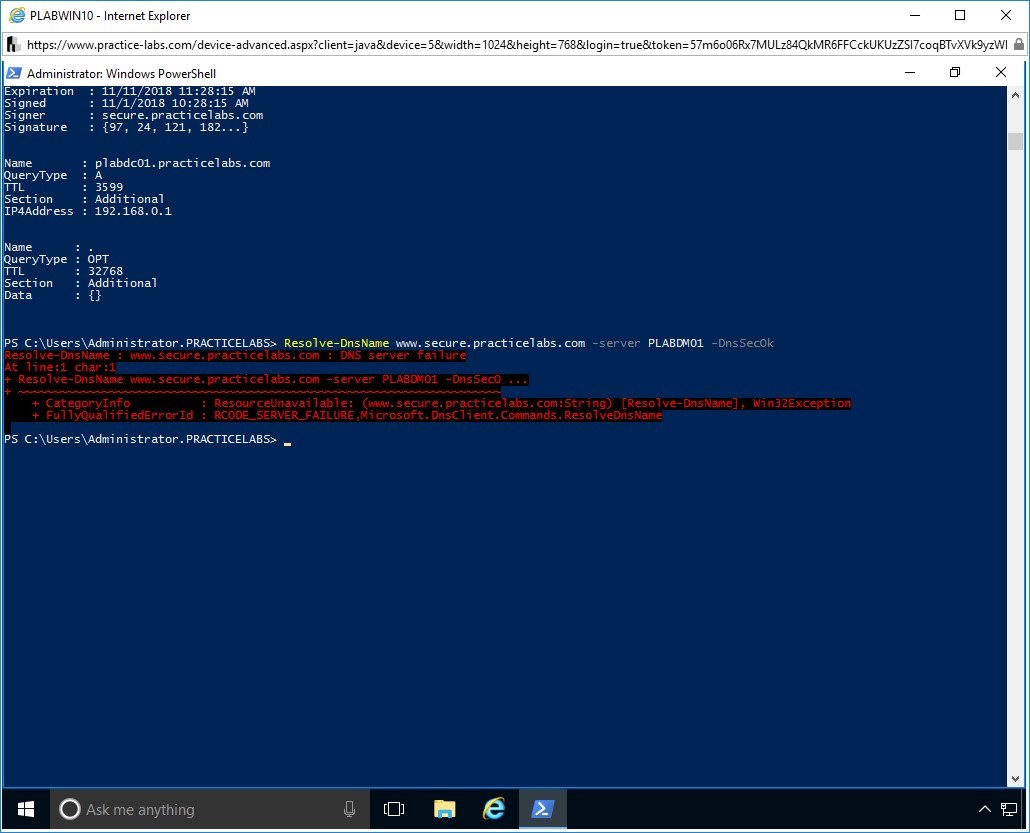 PLABWIN10 - Internet Explorer
https://www.practice-labs.com/device-advanced.aspx?client=java&device=5&width=1024&height=768&login=true&token=57m6o06Rx7MULz84QkMR6FFCckUKUzZSI7coqBTvXVk9yzWI
Administrator: Windows PowerShell
Expiration : 11/11/2018 11:28:15 AM
Signed : 11/1/2018 10:28:15 AM
Signer : secure.practicelabs.com
Signature : {97, 24, 121, 182...}
Name : plabdc01.practicelabs.com
QueryType : A
TTL : 3599
Section : Additional
IP4Address : 192.168.0.1
Name : .
QueryType : OPT
TTL : 32768
Section : Additional
Data : {}
PS C:\Users\Administrator.PRACTICELABS> Resolve-DnsName www.secure.practicelabs.com -server PLABDM01 -DnsSecOk
Resolve-DnsName : www.secure.practicelabs.com : DNS server failure
At line:1 char:1
+ Resolve-DnsName www.secure.practicelabs.com -server PLABDM01 -DnsSecO ...
+ ~~~~~~~~~~~~~~~~~~~~~~~~~~~~~~~~~~~~~~~~~~~~~~~~~~~~~~~~~~~~~~~~~~~~~
+ CategoryInfo : ResourceUnavailable: (www.secure.practicelabs.com:String) [Resolve-DnsName], Win32Exception
+ FullyQualifiedErrorId : RCODE_SERVER_FAILURE,Microsoft.DnsClient.Commands.ResolveDnsName
PS C:\Users\Administrator.PRACTICELABS> _
Ask me anything